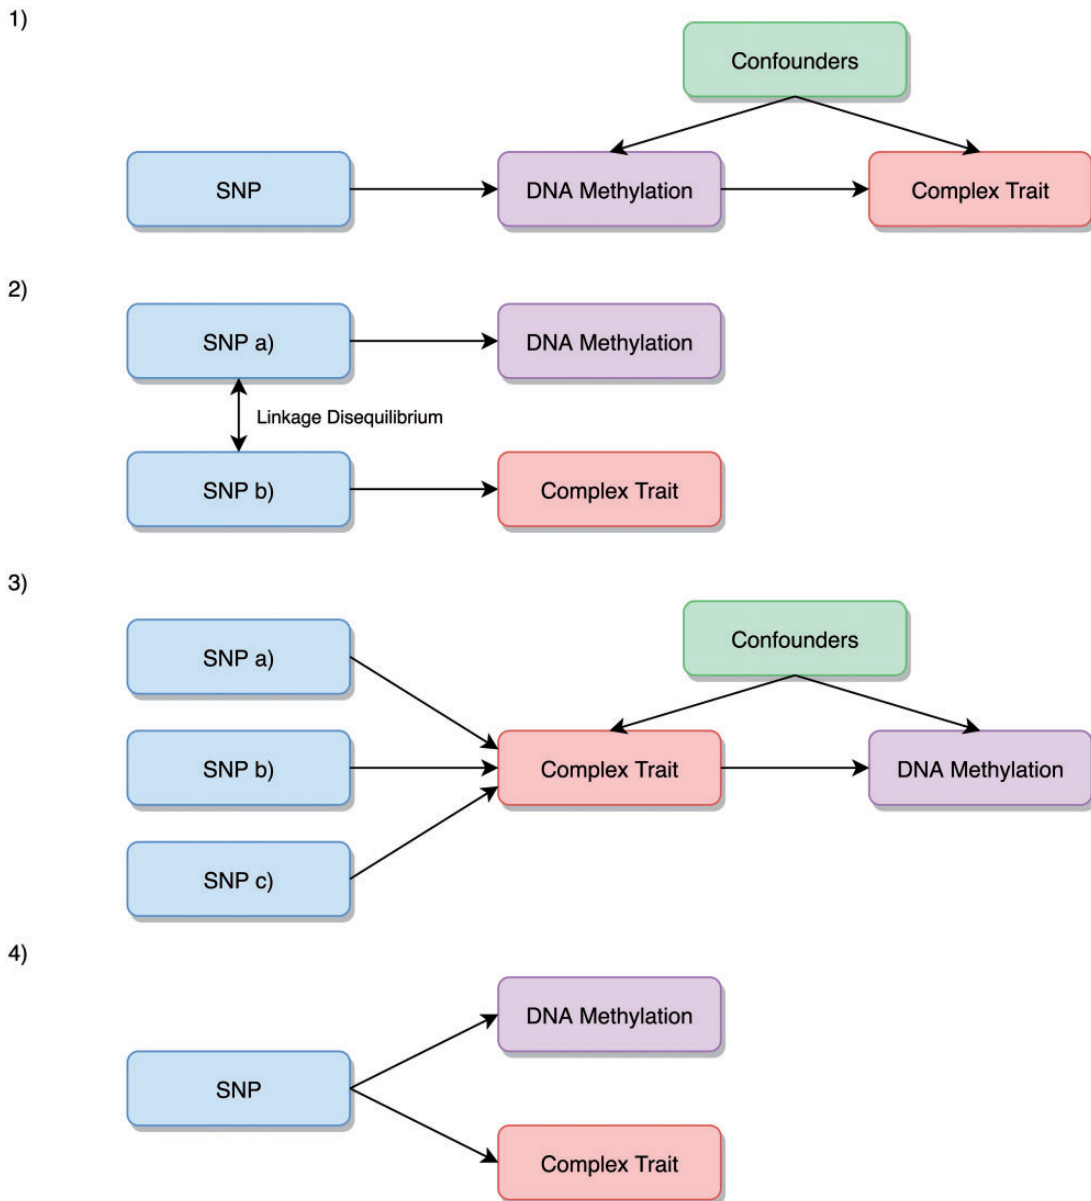 1)
Confounders
SNP
DNA Methylation
Complex Trait
2)
SNP a)
DNA Methylation
Linkage Disequilibrium
SNP b)
Complex Trait
3)
SNP a)
Confounders
SNP b)
Complex Trait
DNA Methylation
SNP c)
4)
DNA Methylation
SNP
Complex Trait